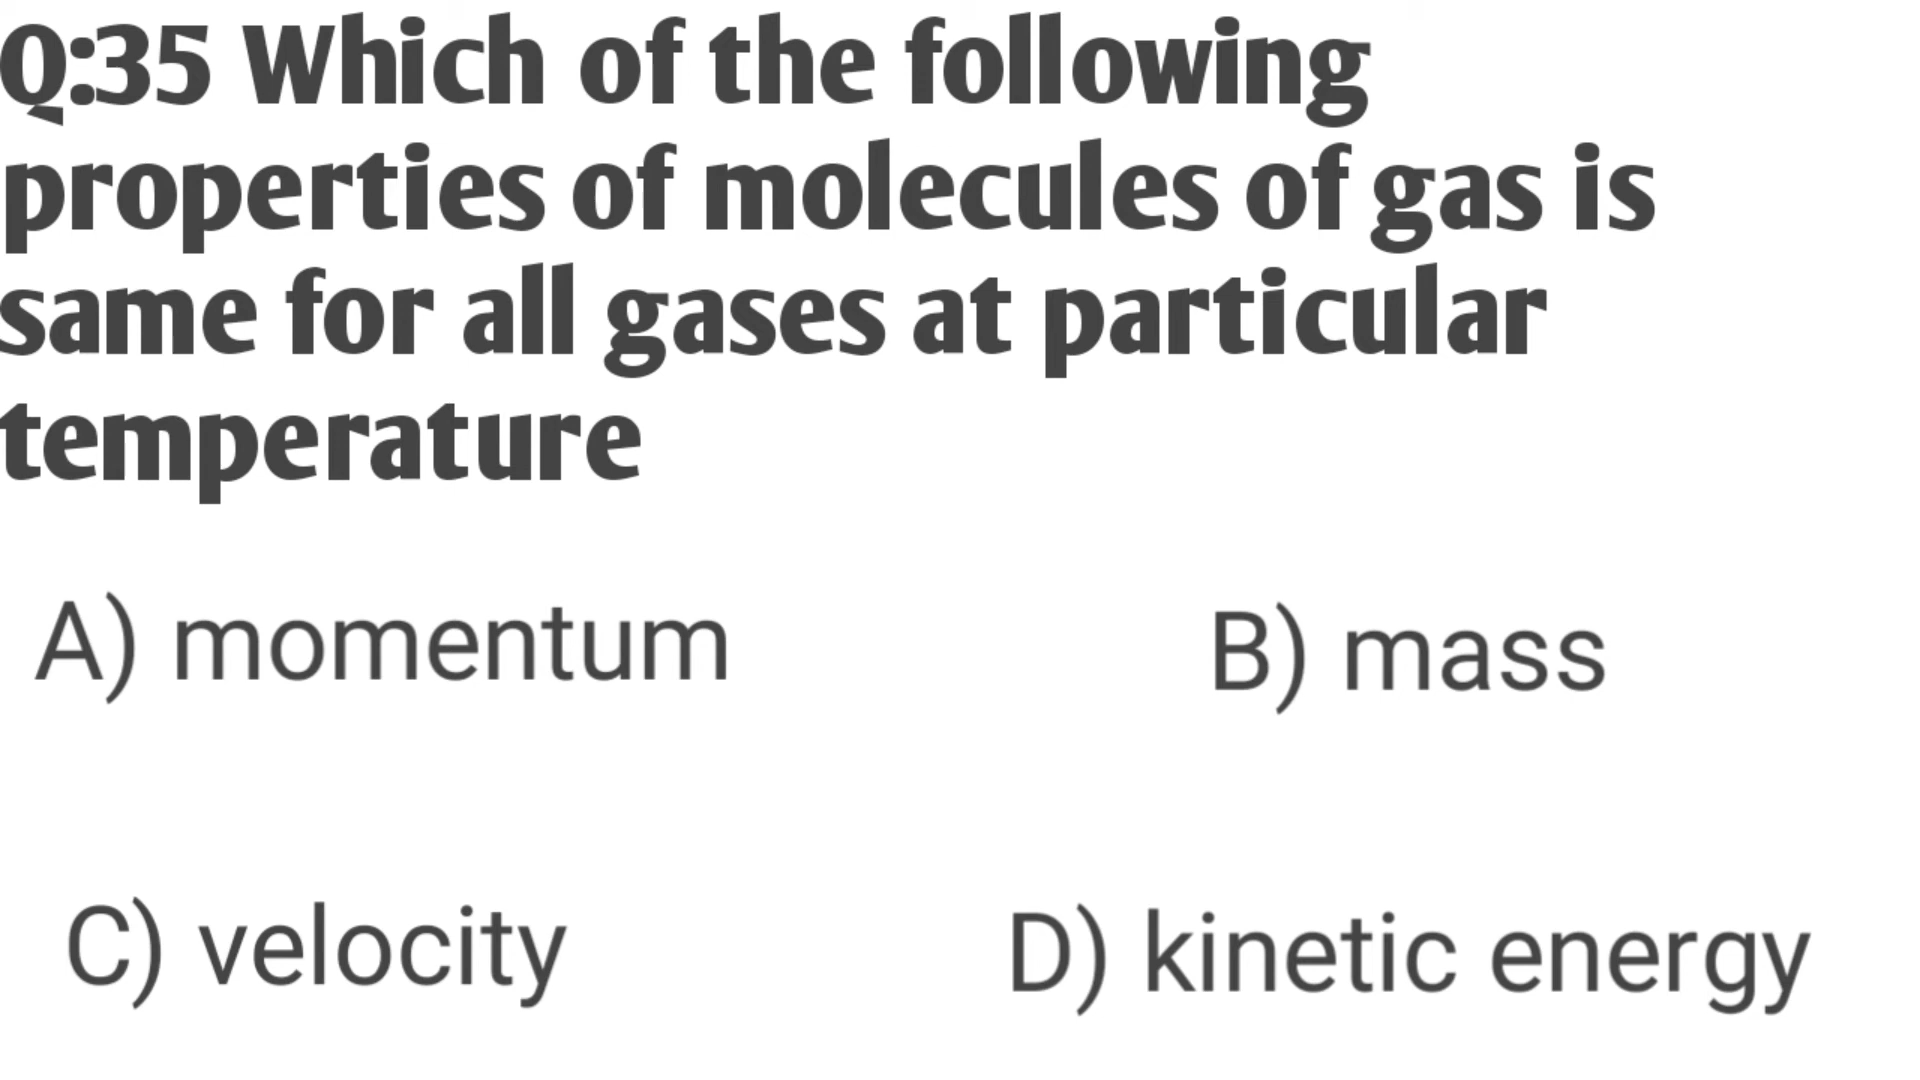 Q:35 Which of the following
properties of molecules of gas is
same for all gases at particular
temperature
A) momentum B) mass
C) velocity D) kinetic energy